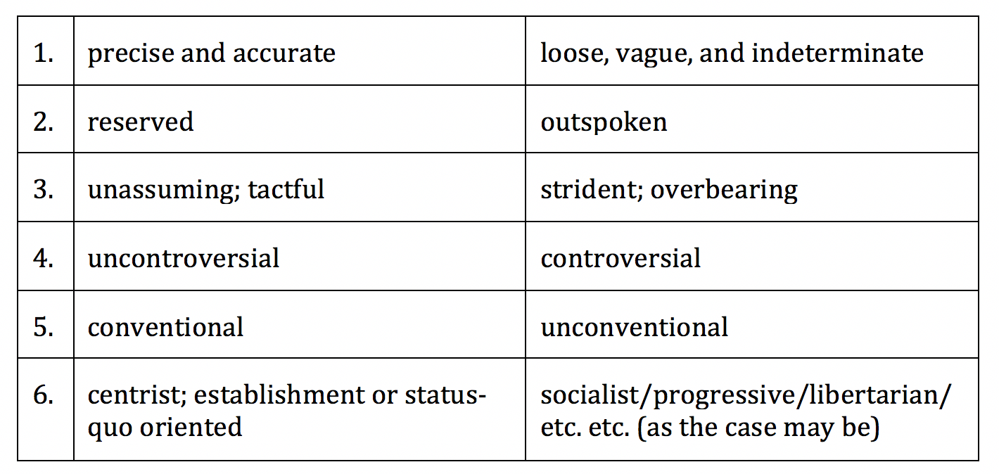 1. precise and accurate loose, vague, and indeterminate
2. reserved outspoken
3. unassuming; tactful strident; overbearing
4. uncontroversial controversial
5. conventional unconventional
6. centrist; establishment or status- socialist/progressive/libertarian/
quo oriented etc. etc. (as the case may be)